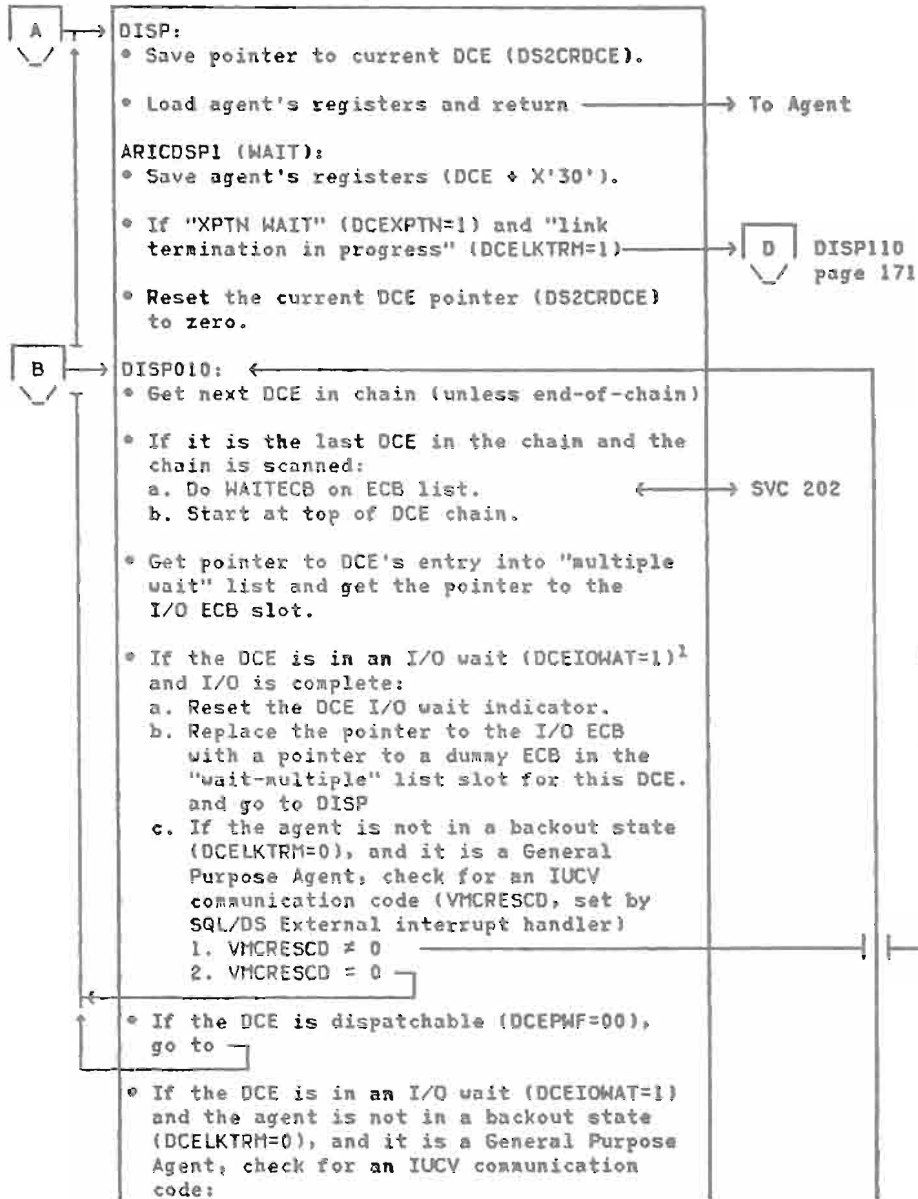 A
DISP:
• Save pointer to current DCE (DS2CRDCE).
• Load agent's registers and return → To Agent
ARICDSP1 (WAIT):
• Save agent's registers (DCE + X'30').
• If "XPTN WAIT" (DCEXPTN=1) and "link
termination in progress" (DCELKTRM=1) → D DISP110
page 171
• Reset the current DCE pointer (DS2CRDCE)
to zero.
B
DISP010:
• Get next DCE in chain (unless end-of-chain)
• If it is the last DCE in the chain and the
chain is scanned:
a. Do WAITECB on ECB list. ↔ SVC 202
b. Start at top of DCE chain.
• Get pointer to DCE's entry into "multiple
wait" list and get the pointer to the
I/O ECB slot.
• If the DCE is in an I/O wait (DCEIOWAT=1)¹
and I/O is complete:
a. Reset the DCE I/O wait indicator.
b. Replace the pointer to the I/O ECB
with a pointer to a dummy ECB in the
"wait-multiple" list slot for this DCE.
and go to DISP
c. If the agent is not in a backout state
(DCELKTRM=0), and it is a General
Purpose Agent, check for an IUCV
communication code (VMCRESCD, set by
SQL/DS External interrupt handler)
1. VMCRESCD ≠ 0
2. VMCRESCD = 0
• If the DCE is dispatchable (DCEPWF=00),
go to
• If the DCE is in an I/O wait (DCEIOWAT=1)
and the agent is not in a backout state
(DCELKTRM=0), and it is a General Purpose
Agent, check for an IUCV communication
code: